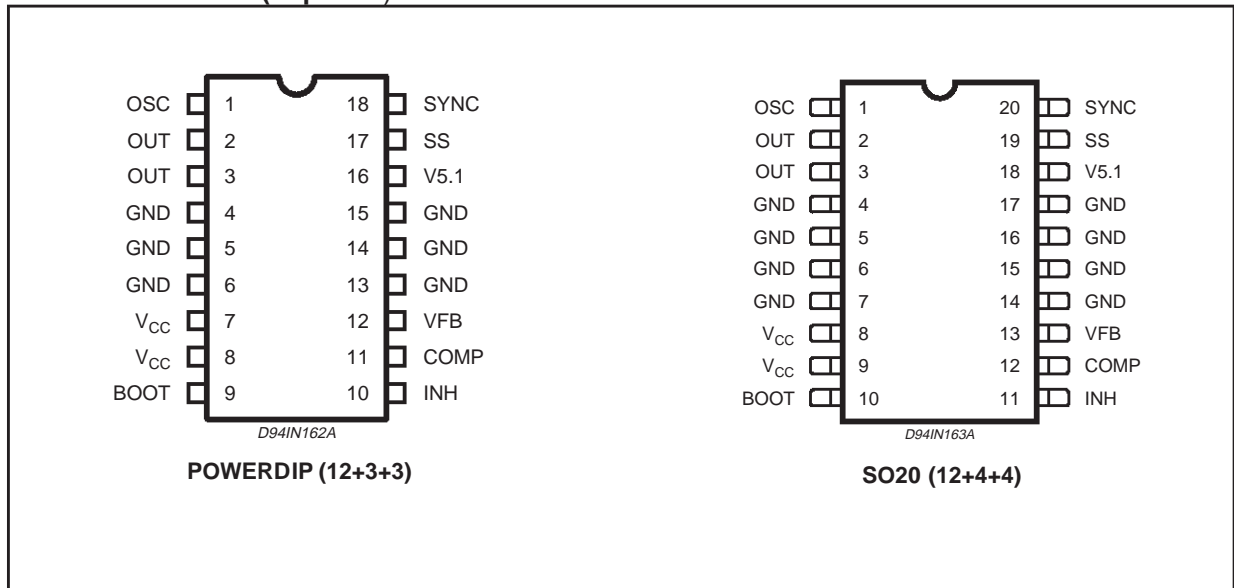 OSC 1 18 SYNC
OUT 2 17 SS
OUT 3 16 V5.1
GND 4 15 GND
GND 5 14 GND
GND 6 13 GND
VCC 7 12 VFB
VCC 8 11 COMP
BOOT 9 10 INH
D94IN162A
POWERDIP (12+3+3)
OSC 1 20 SYNC
OUT 2 19 SS
OUT 3 18 V5.1
GND 4 17 GND
GND 5 16 GND
GND 6 15 GND
GND 7 14 GND
VCC 8 13 VFB
VCC 9 12 COMP
BOOT 10 11 INH
D94IN163A
SO20 (12+4+4)